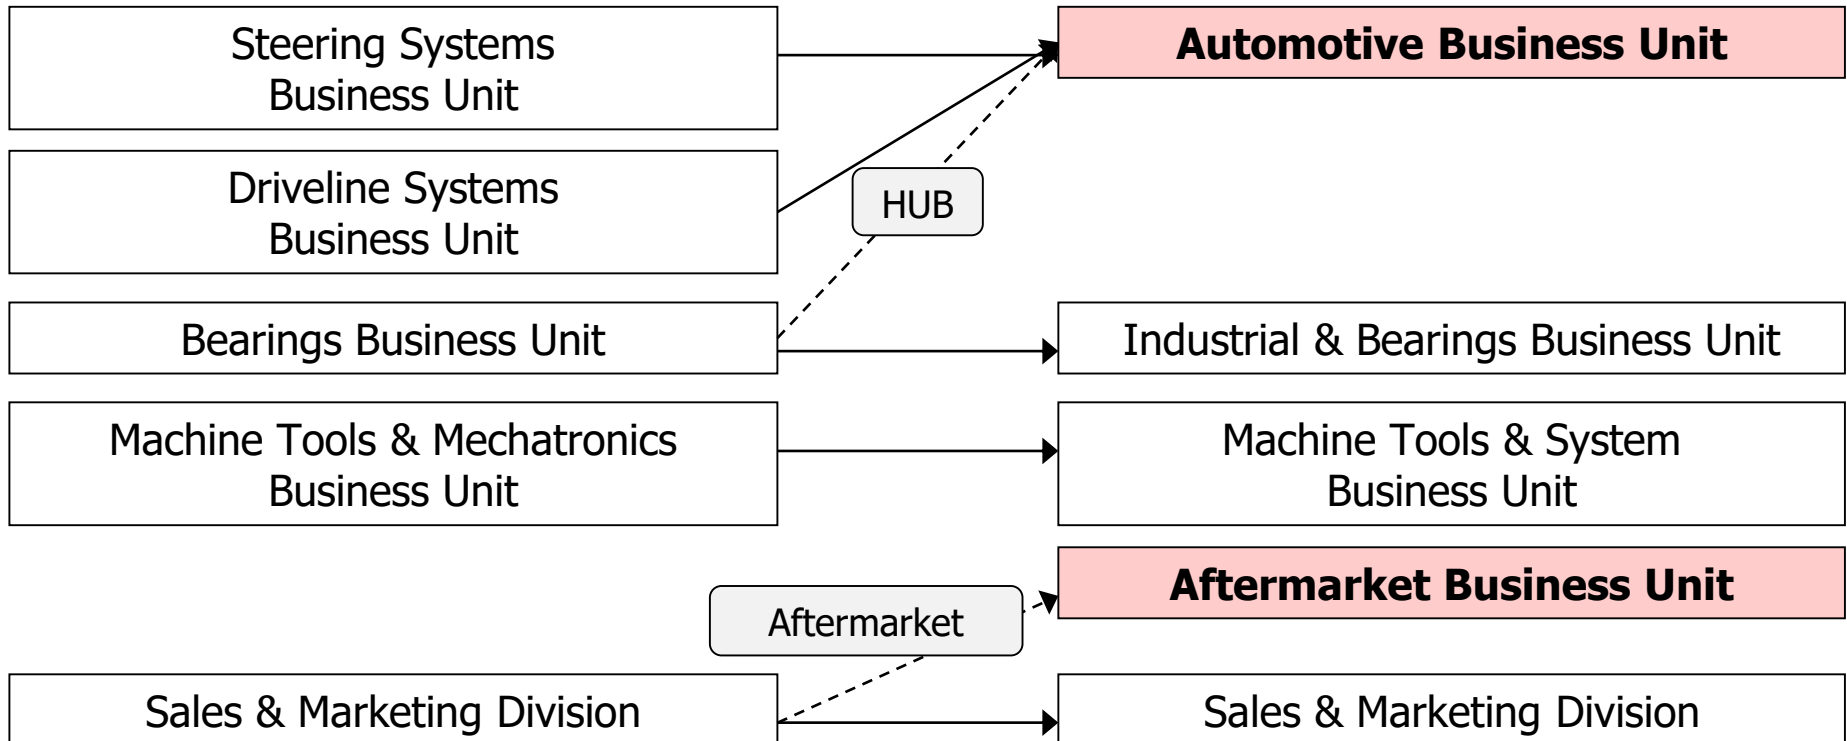 Steering Systems
Business Unit
Automotive Business Unit
Driveline Systems
Business Unit
HUB
Bearings Business Unit
Industrial & Bearings Business Unit
Machine Tools & Mechatronics
Business Unit
Machine Tools & System
Business Unit
Aftermarket Business Unit
Aftermarket
Sales & Marketing Division
Sales & Marketing Division